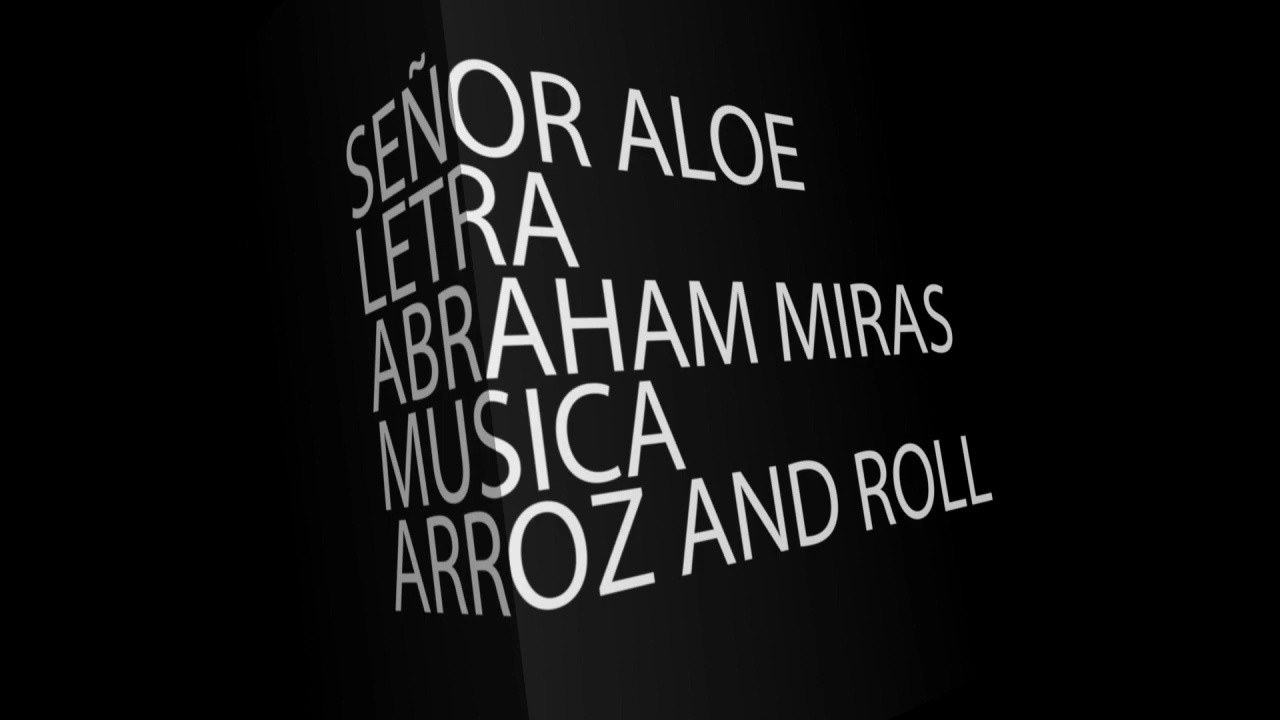 SEÑOR ALOE
LETRA
ABRAHAM MIRAS
MUSICA
ARROZ AND ROLL